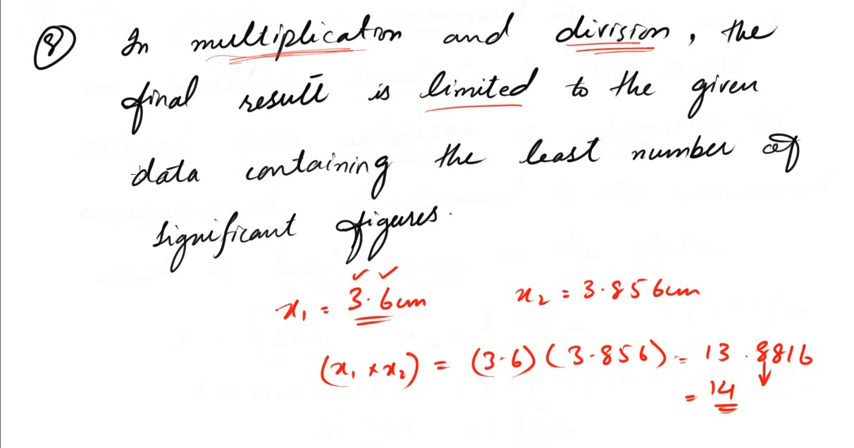 ⑧ In multiplication and division, the
final result is limited to the given
data containing the least number of
significant figures.
x₁ = 3.6cm x₂ = 3.856cm
(x₁ × x₂) = (3.6)(3.856) = 13.8816
= 14